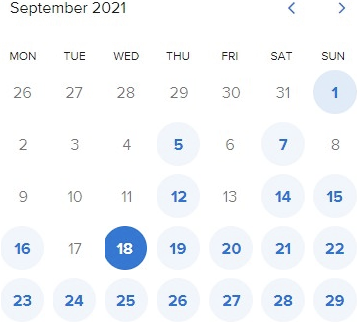 September 2021
MON TUE WED THU FRI SAT SUN
26 27 28 29 30 31 1
2 3 4 5 6 7 8
9 10 11 12 13 14 15
16 17 18 19 20 21 22
23 24 25 26 27 28 29